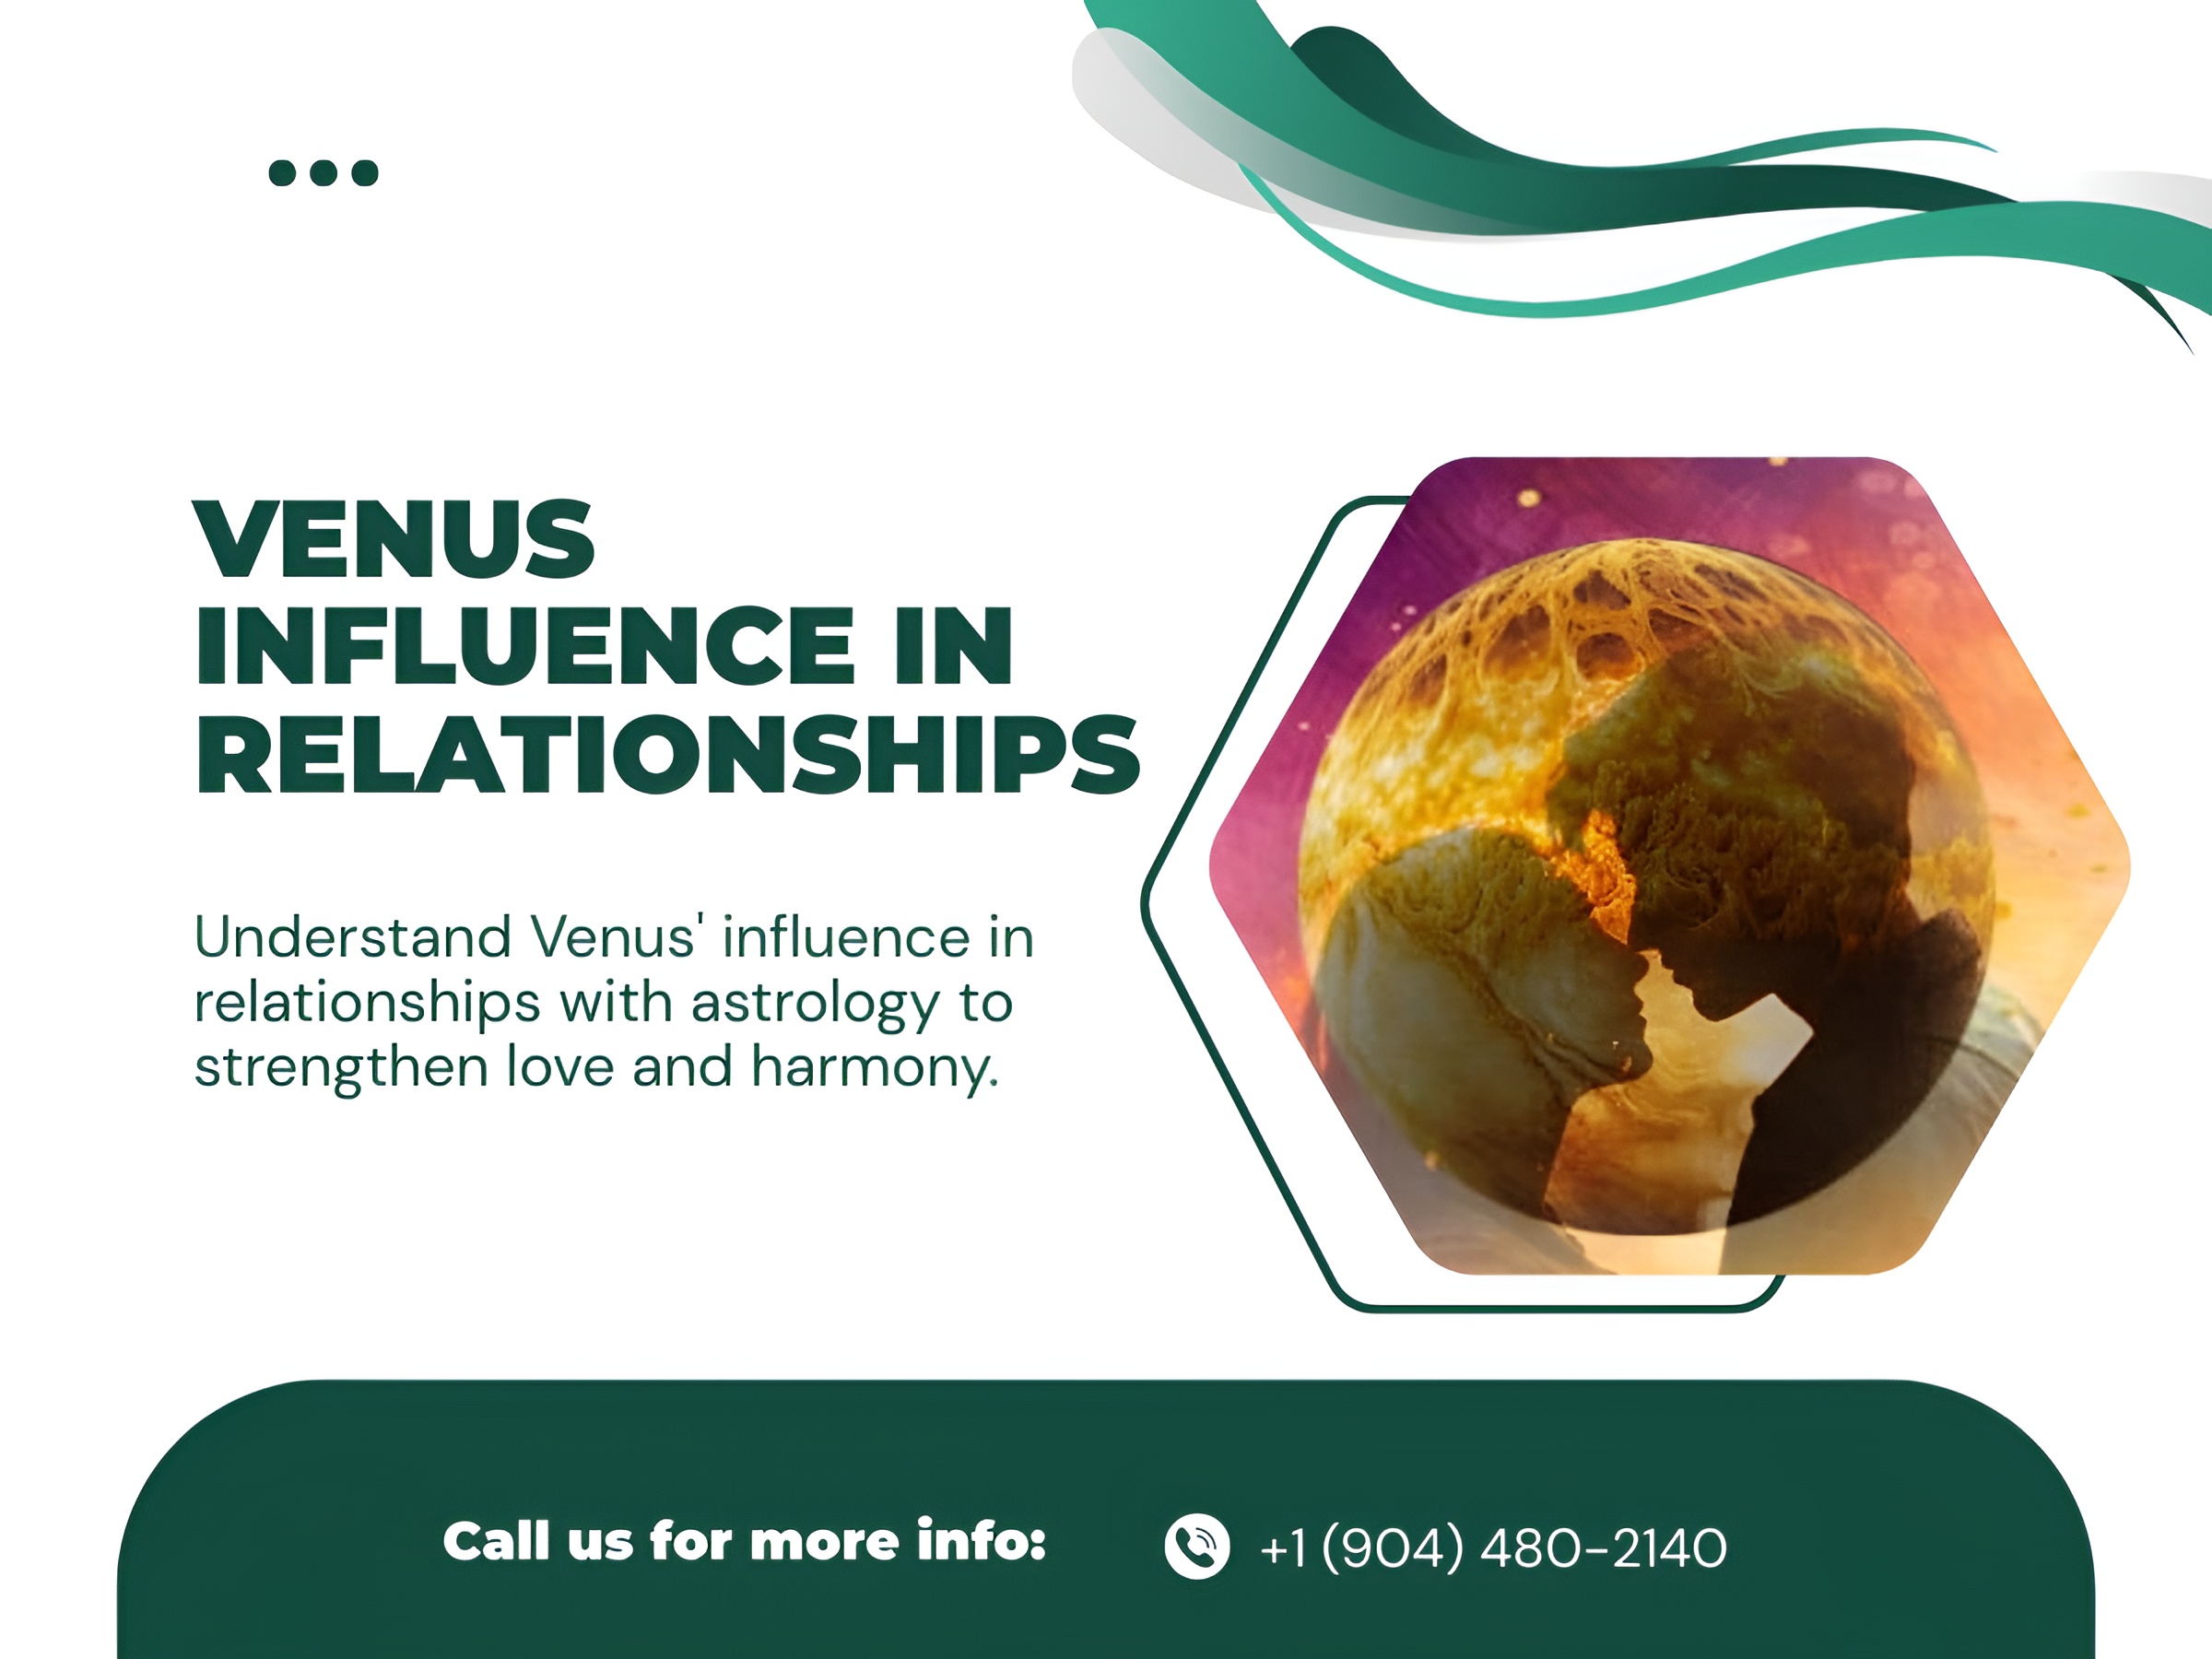 VENUS
INFLUENCE IN
RELATIONSHIPS
Understand Venus' influence in
relationships with astrology to
strengthen love and harmony.
Call us for more info: +1 (904) 480-2140